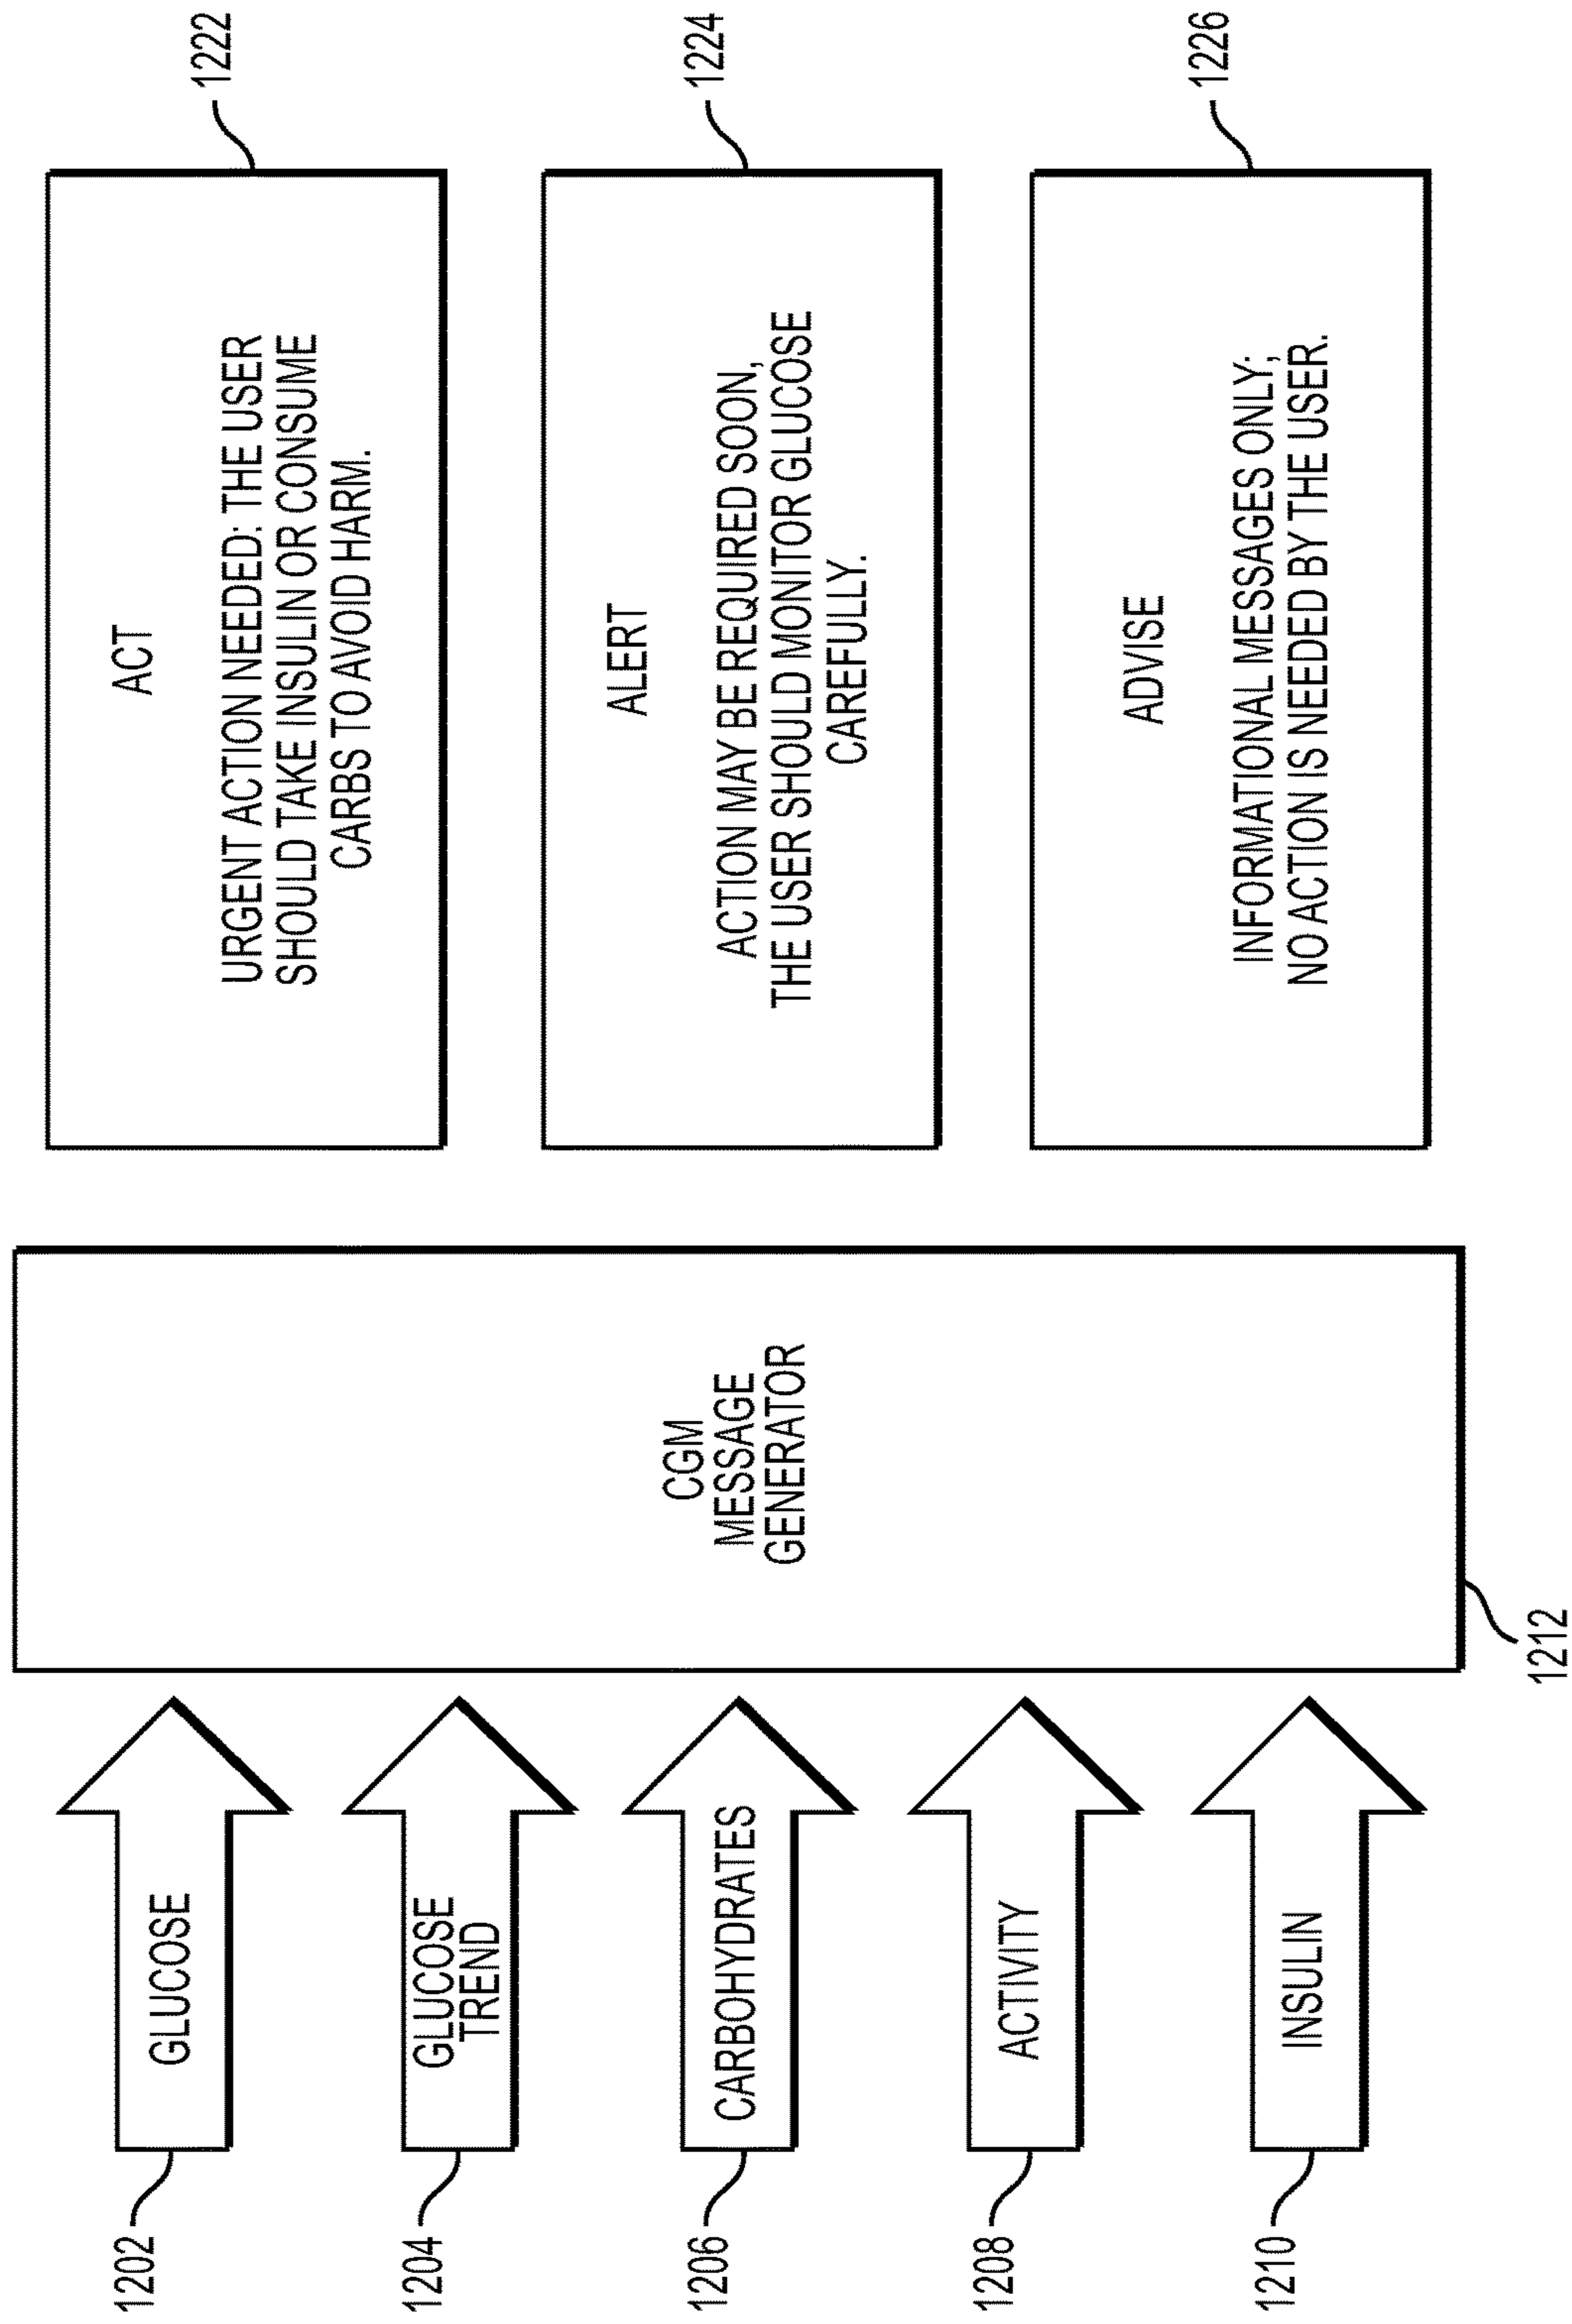 1202
GLUCOSE
1204
GLUCOSE
TREND
1206
CARBOHYDRATES
1208
ACTIVITY
1210
INSULIN
CGM
MESSAGE
GENERATOR
1212
ACT
URGENT ACTION NEEDED: THE USER
SHOULD TAKE INSULIN OR CONSUME
CARBS TO AVOID HARM.
1222
ALERT
ACTION MAY BE REQUIRED SOON,
THE USER SHOULD MONITOR GLUCOSE
CAREFULLY.
1224
ADVISE
INFORMATIONAL MESSAGES ONLY;
NO ACTION IS NEEDED BY THE USER.
1226